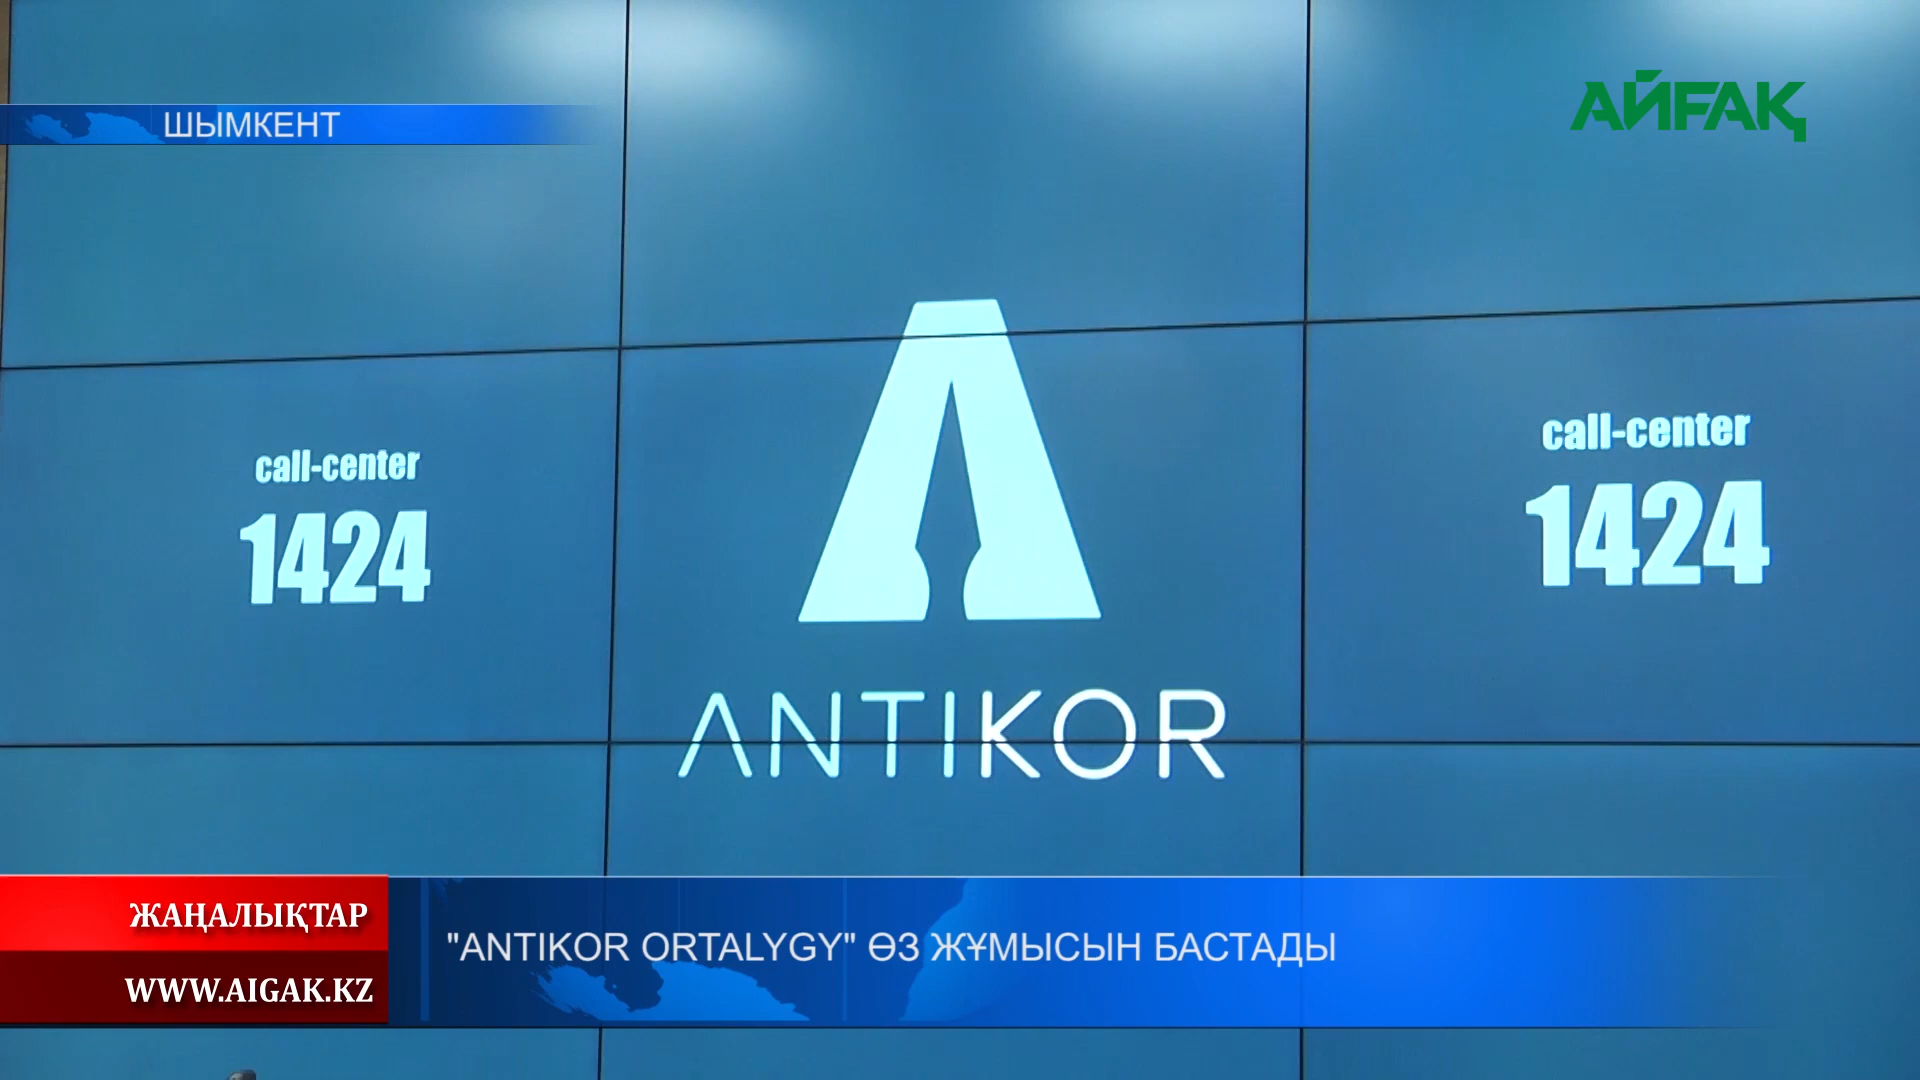 ШЫМКЕНТ
АЙҒАҚ
call-center
1424
call-center
1424
ANTIKOR
ЖАҢАЛЫҚТАР
WWW.AIGAK.KZ
"ANTIKOR ORTALYGY" ӨЗ ЖҰМЫСЫН БАСТАДЫ